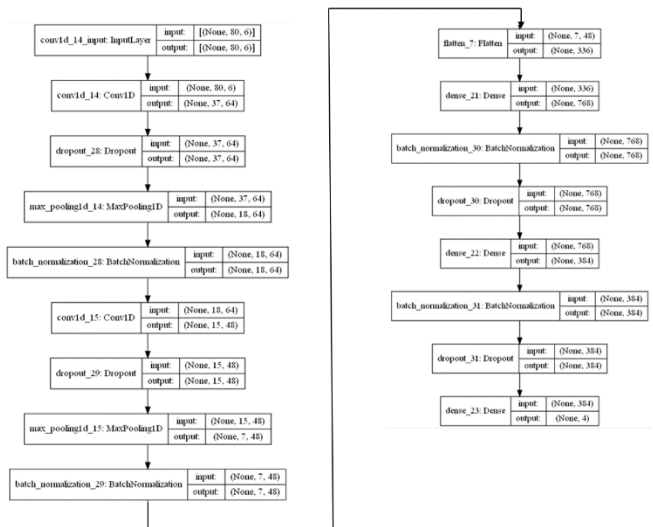 conv1d_14_input: InputLayer
input: [(None, 80, 6)]
output: [(None, 80, 6)]
conv1d_14: Conv1D
input: (None, 80, 6)
output: (None, 37, 64)
dropout_28: Dropout
input: (None, 37, 64)
output: (None, 37, 64)
max_pooling1d_14: MaxPooling1D
input: (None, 37, 64)
output: (None, 18, 64)
batch_normalization_28: BatchNormalization
input: (None, 18, 64)
output: (None, 18, 64)
conv1d_15: Conv1D
input: (None, 18, 64)
output: (None, 15, 48)
dropout_29: Dropout
input: (None, 15, 48)
output: (None, 15, 48)
max_pooling1d_15: MaxPooling1D
input: (None, 15, 48)
output: (None, 7, 48)
batch_normalization_29: BatchNormalization
input: (None, 7, 48)
output: (None, 7, 48)
flatten_7: Flatten
input: (None, 7, 48)
output: (None, 336)
dense_21: Dense
input: (None, 336)
output: (None, 768)
batch_normalization_30: BatchNormalization
input: (None, 768)
output: (None, 768)
dropout_30: Dropout
input: (None, 768)
output: (None, 768)
dense_22: Dense
input: (None, 768)
output: (None, 384)
batch_normalization_31: BatchNormalization
input: (None, 384)
output: (None, 384)
dropout_31: Dropout
input: (None, 384)
output: (None, 384)
dense_23: Dense
input: (None, 384)
output: (None, 4)